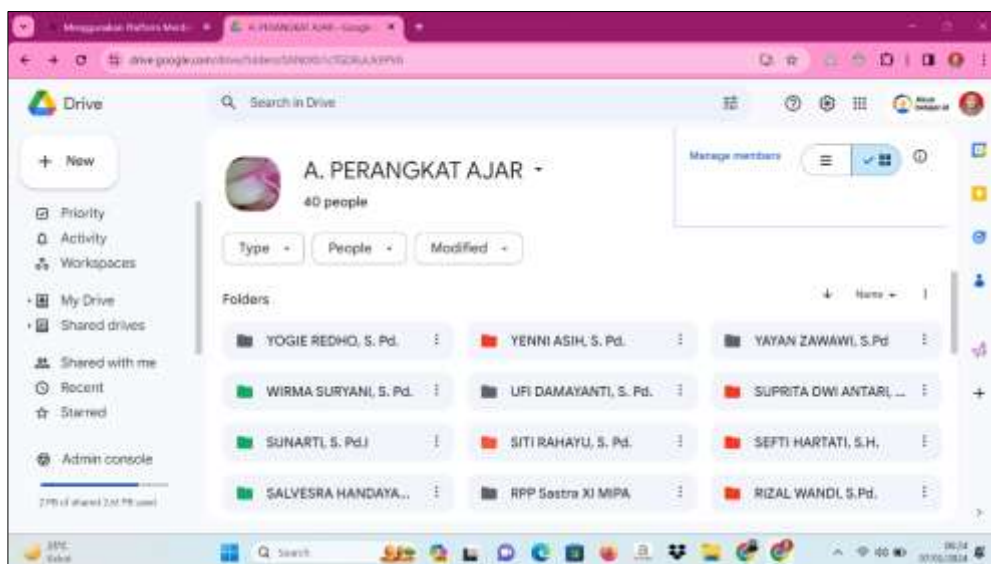 A. PERANGKAT AJAR - Google
Drive
Search in Drive
New
A. PERANGKAT AJAR
40 people
Manage members
Priority
Activity
Workspaces
My Drive
Shared drives
Shared with me
Recent
Starred
Admin console
Type
People
Modified
Folders
Name
YOGIE REDHO, S. Pd.
YENNI ASIH, S. Pd.
YAYAN ZAWAWI, S.Pd
WIRMA SURYANI, S. Pd.
UFI DAMAYANTI, S. Pd.
SUPRITA DWI ANTARI, ...
SUNARTI, S. Pd.I
SITI RAHAYU, S. Pd.
SEFTI HARTATI, S.H.
SALVESRA HANDAYA...
RPP Sastra XI MIPA
RIZAL WANDI, S.Pd.
Search